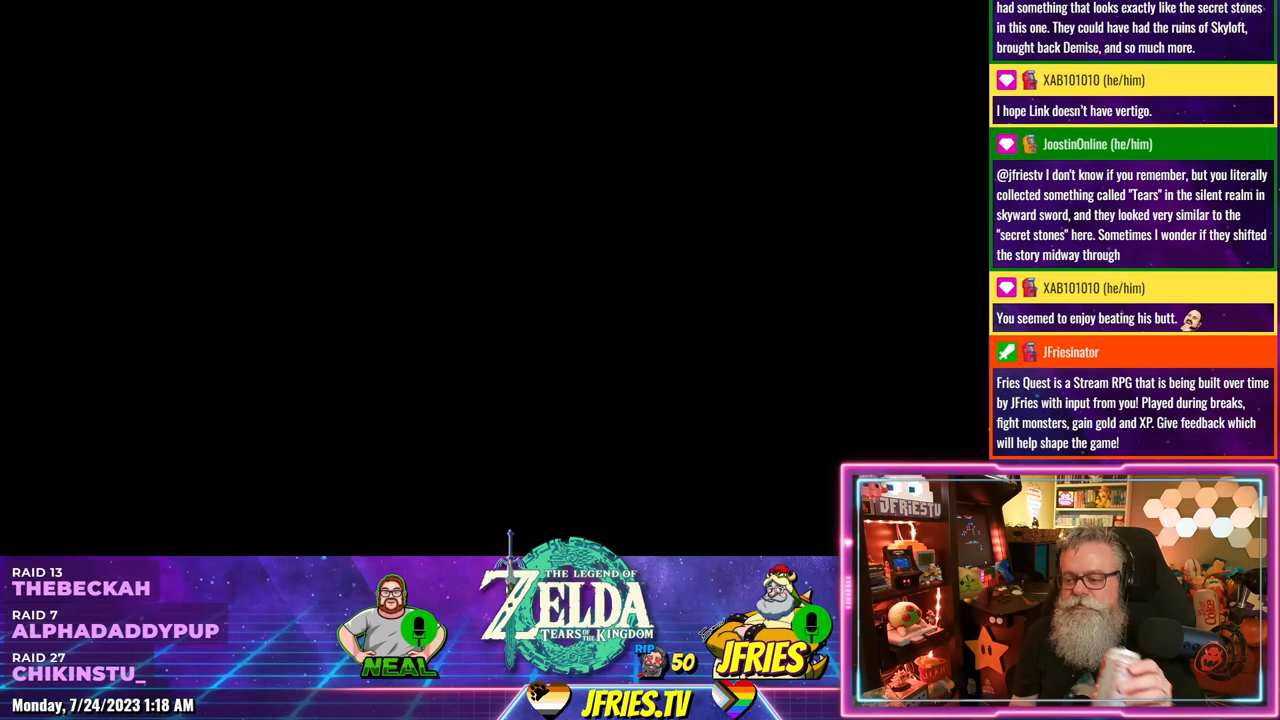 had something that looks exactly like the secret stones
in this one. They could have had the ruins of Skyloft,
brought back Demise, and so much more.
XAB101010 (he/him)
I hope Link doesn't have vertigo.
JoostinOnline (he/him)
@jfriestv I don't know if you remember, but you literally
collected something called "Tears" in the silent realm in
skyward sword, and they looked very similar to the
"secret stones" here. Sometimes I wonder if they shifted
the story midway through
XAB101010 (he/him)
You seemed to enjoy beating his butt.
JFriesinator
Fries Quest is a Stream RPG that is being built over time
by JFries with input from you! Played during breaks,
fight monsters, gain gold and XP. Give feedback which
will help shape the game!
JFRIESTV
RAID 13
THEBECKAH
RAID 7
ALPHADADDYPUP
RAID 27
CHIKINSTU_
Monday, 7/24/2023 1:18 AM
NEAL
THE LEGEND OF
ZELDA
TEARS OF THE KINGDOM
RIP
50
JFRIES
JFRIES.TV